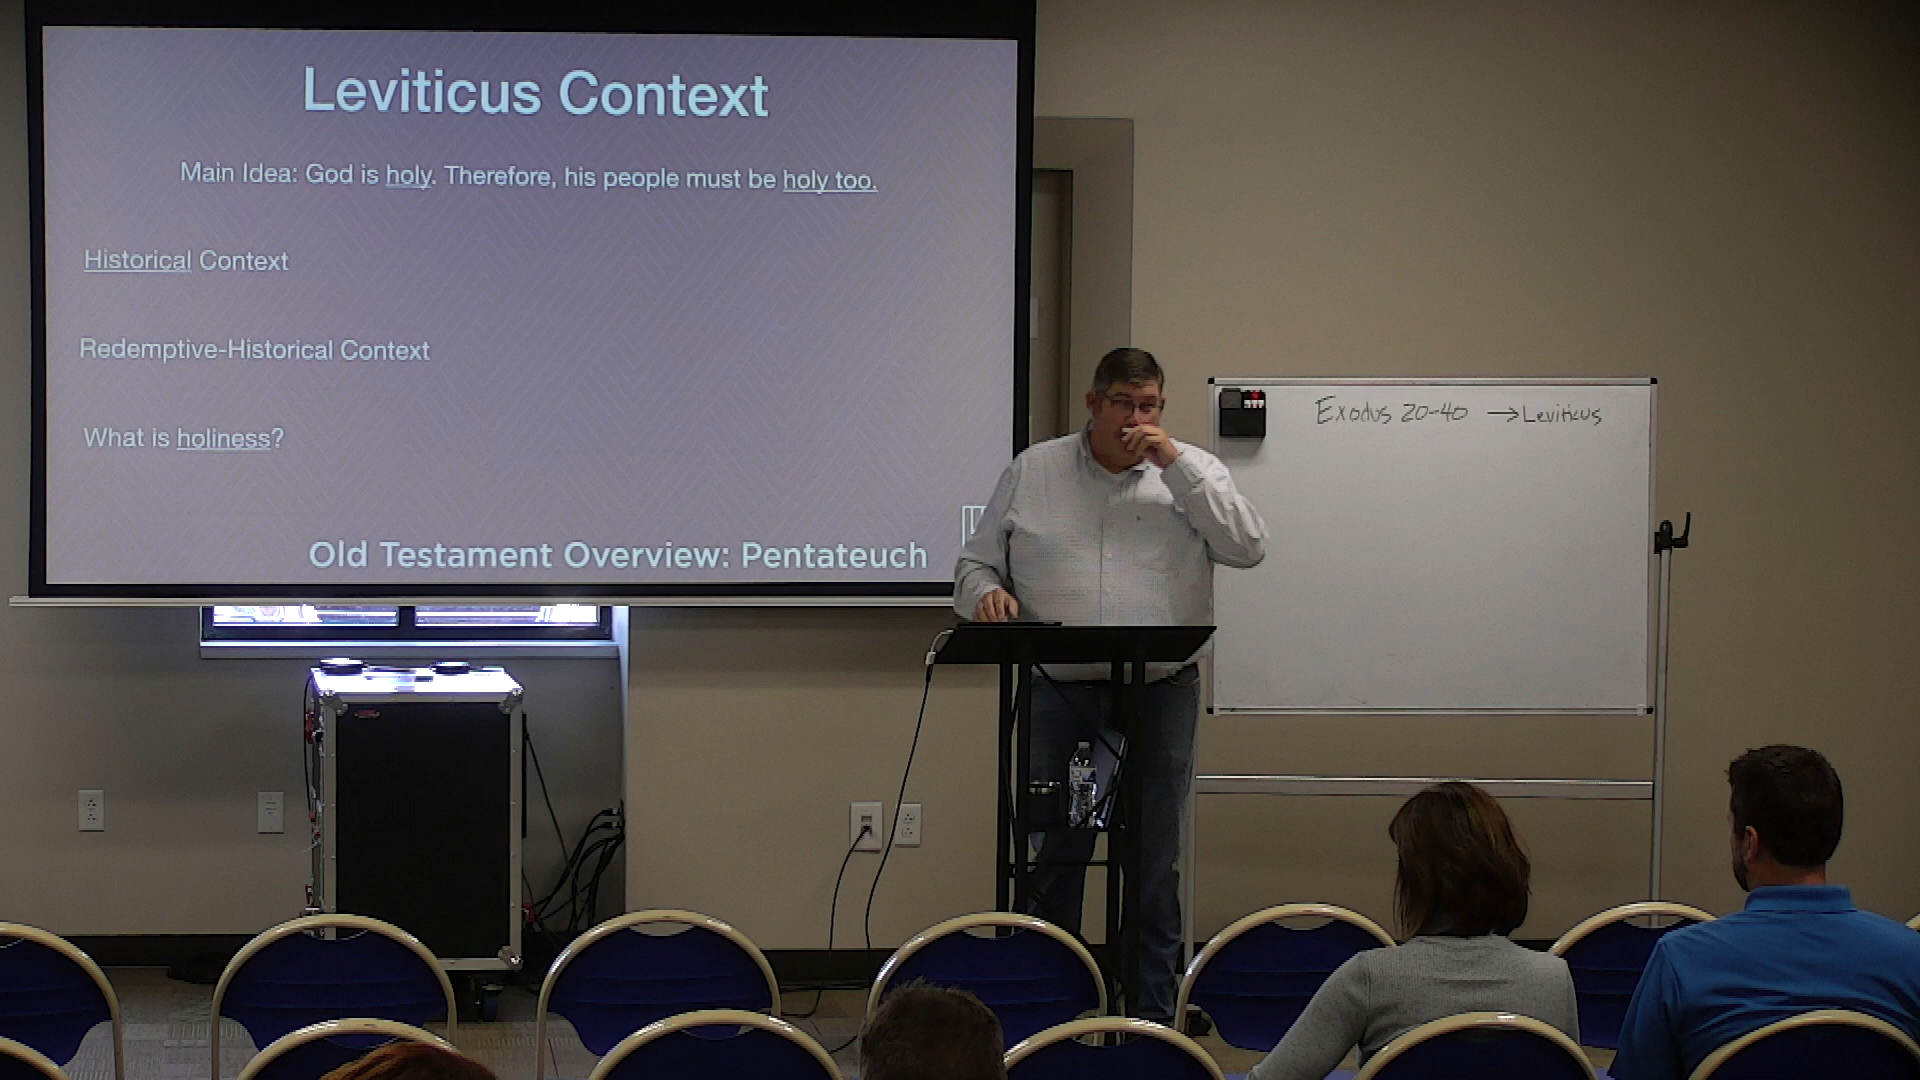 Leviticus Context
Main Idea: God is holy. Therefore, his people must be holy too.
Historical Context
Redemptive-Historical Context
What is holiness?
Old Testament Overview: Pentateuch
Exodus 20-40 → Leviticus